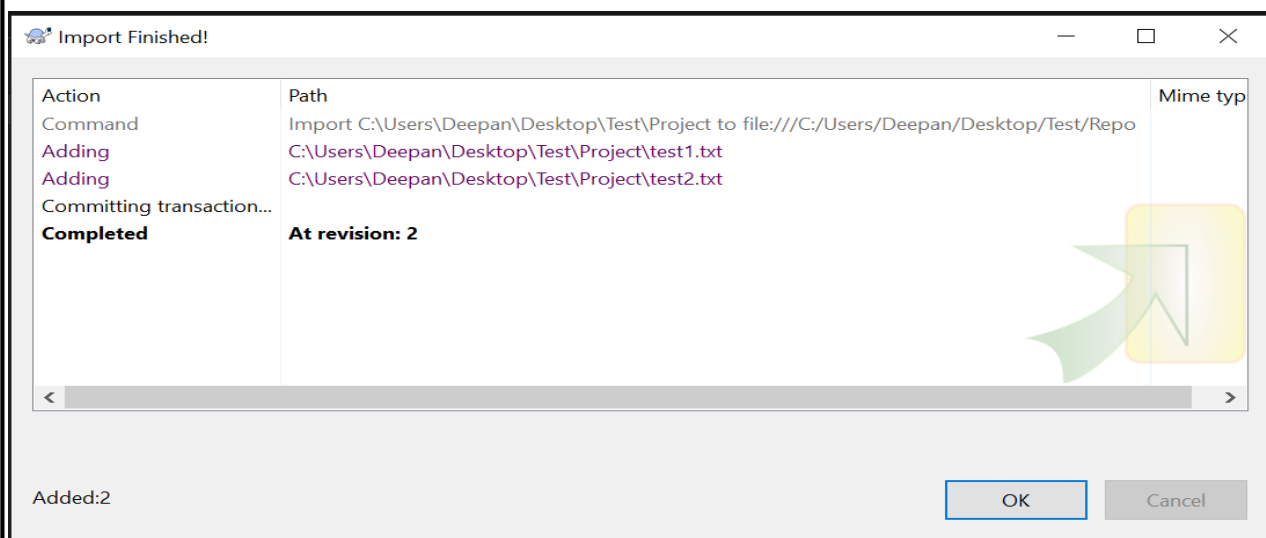 Import Finished!
Action Path Mime typ
Command Import C:\Users\Deepan\Desktop\Test\Project to file:///C:/Users/Deepan/Desktop/Test/Repo
Adding C:\Users\Deepan\Desktop\Test\Project\test1.txt
Adding C:\Users\Deepan\Desktop\Test\Project\test2.txt
Committing transaction...
Completed At revision: 2
Added:2
OK Cancel